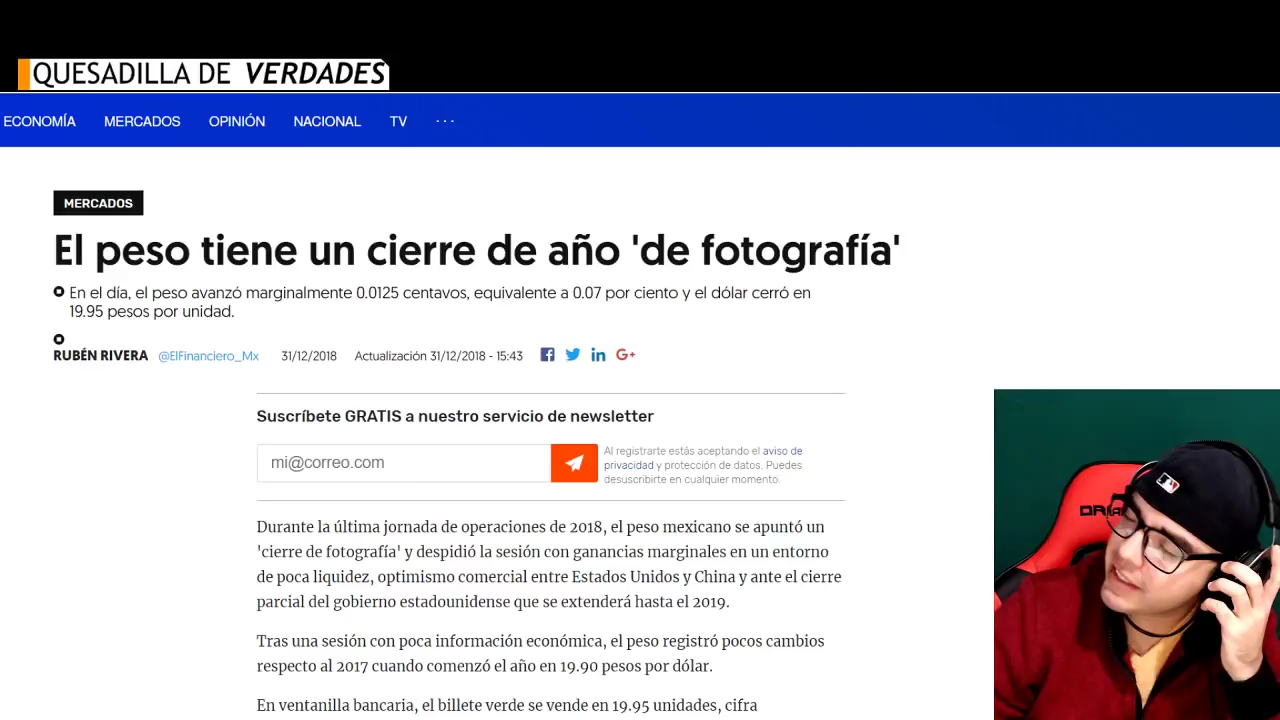 QUESADILLA DE VERDADES
ECONOMÍA MERCADOS OPINIÓN NACIONAL TV ...
MERCADOS
El peso tiene un cierre de año 'de fotografía'
En el día, el peso avanzó marginalmente 0.0125 centavos, equivalente a 0.07 por ciento y el dólar cerró en
19.95 pesos por unidad.
RUBÉN RIVERA @ElFinanciero_Mx 31/12/2018 Actualización 31/12/2018 - 15:43 G+
Suscríbete GRATIS a nuestro servicio de newsletter
mi@correo.com
Al registrarte estás aceptando el aviso de
privacidad y protección de datos. Puedes
desuscribirte en cualquier momento.
Durante la última jornada de operaciones de 2018, el peso mexicano se apuntó un
'cierre de fotografía' y despidió la sesión con ganancias marginales en un entorno
de poca liquidez, optimismo comercial entre Estados Unidos y China y ante el cierre
parcial del gobierno estadounidense que se extenderá hasta el 2019.
Tras una sesión con poca información económica, el peso registró pocos cambios
respecto al 2017 cuando comenzó el año en 19.90 pesos por dólar.
En ventanilla bancaria, el billete verde se vende en 19.95 unidades, cifra